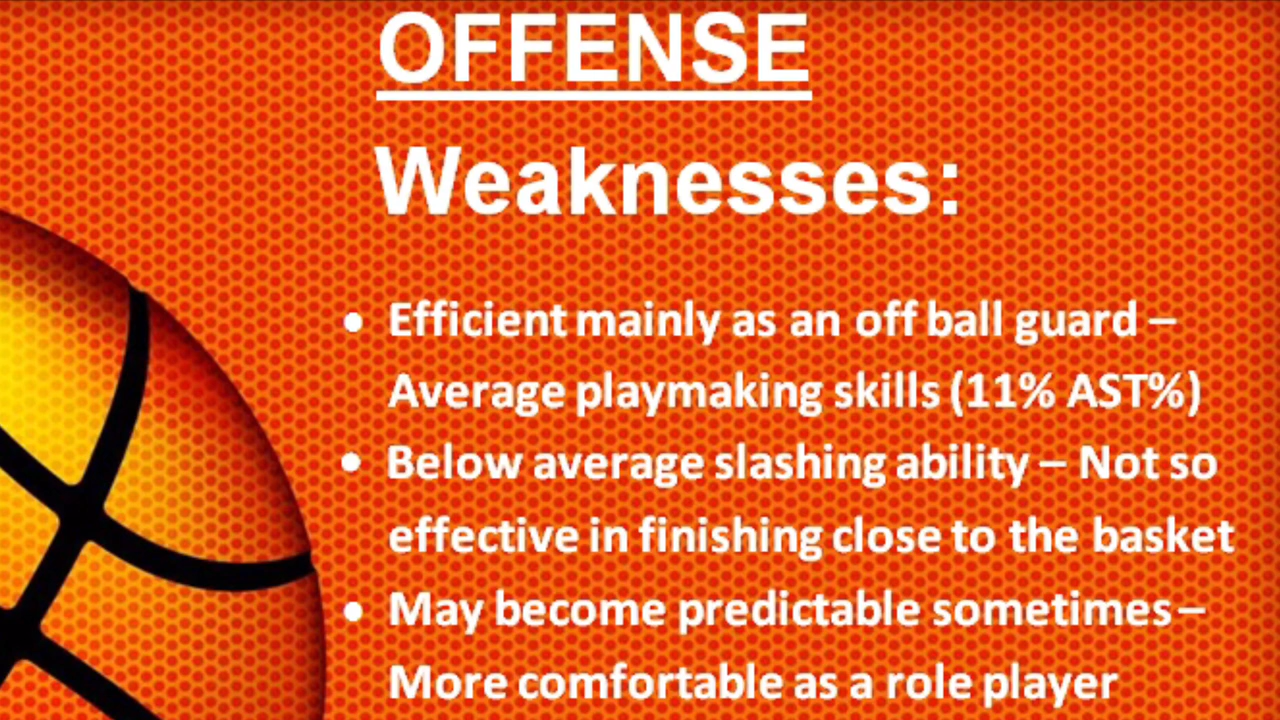 OFFENSE
Weaknesses:
• Efficient mainly as an off ball guard –
Average playmaking skills (11% AST%)
• Below average slashing ability – Not so
effective in finishing close to the basket
• May become predictable sometimes –
More comfortable as a role player